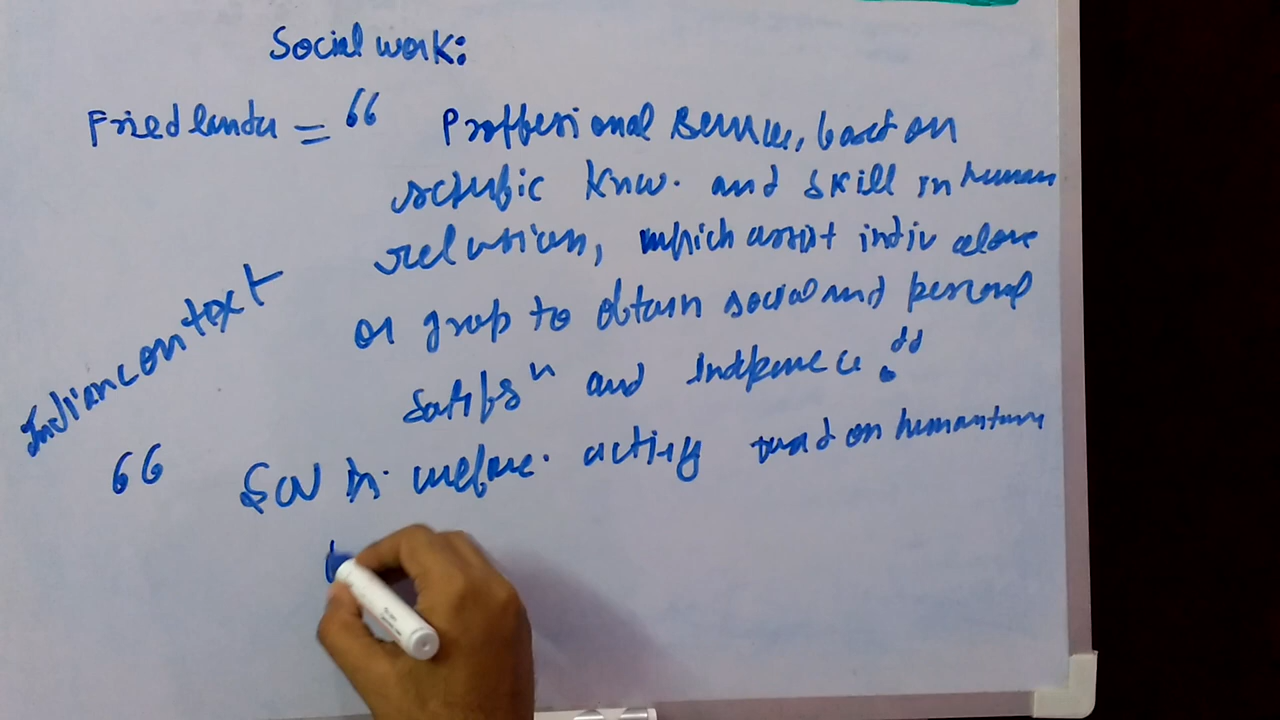 Social work:
Friedlander = “ Proffesional Service, based on
scientific know. and skill in human
relations, which assist indiv alone
or group to obtain social and personal
Satisfn and Independence.”
Indian context
“ SW is welfare activity based on humanitarian